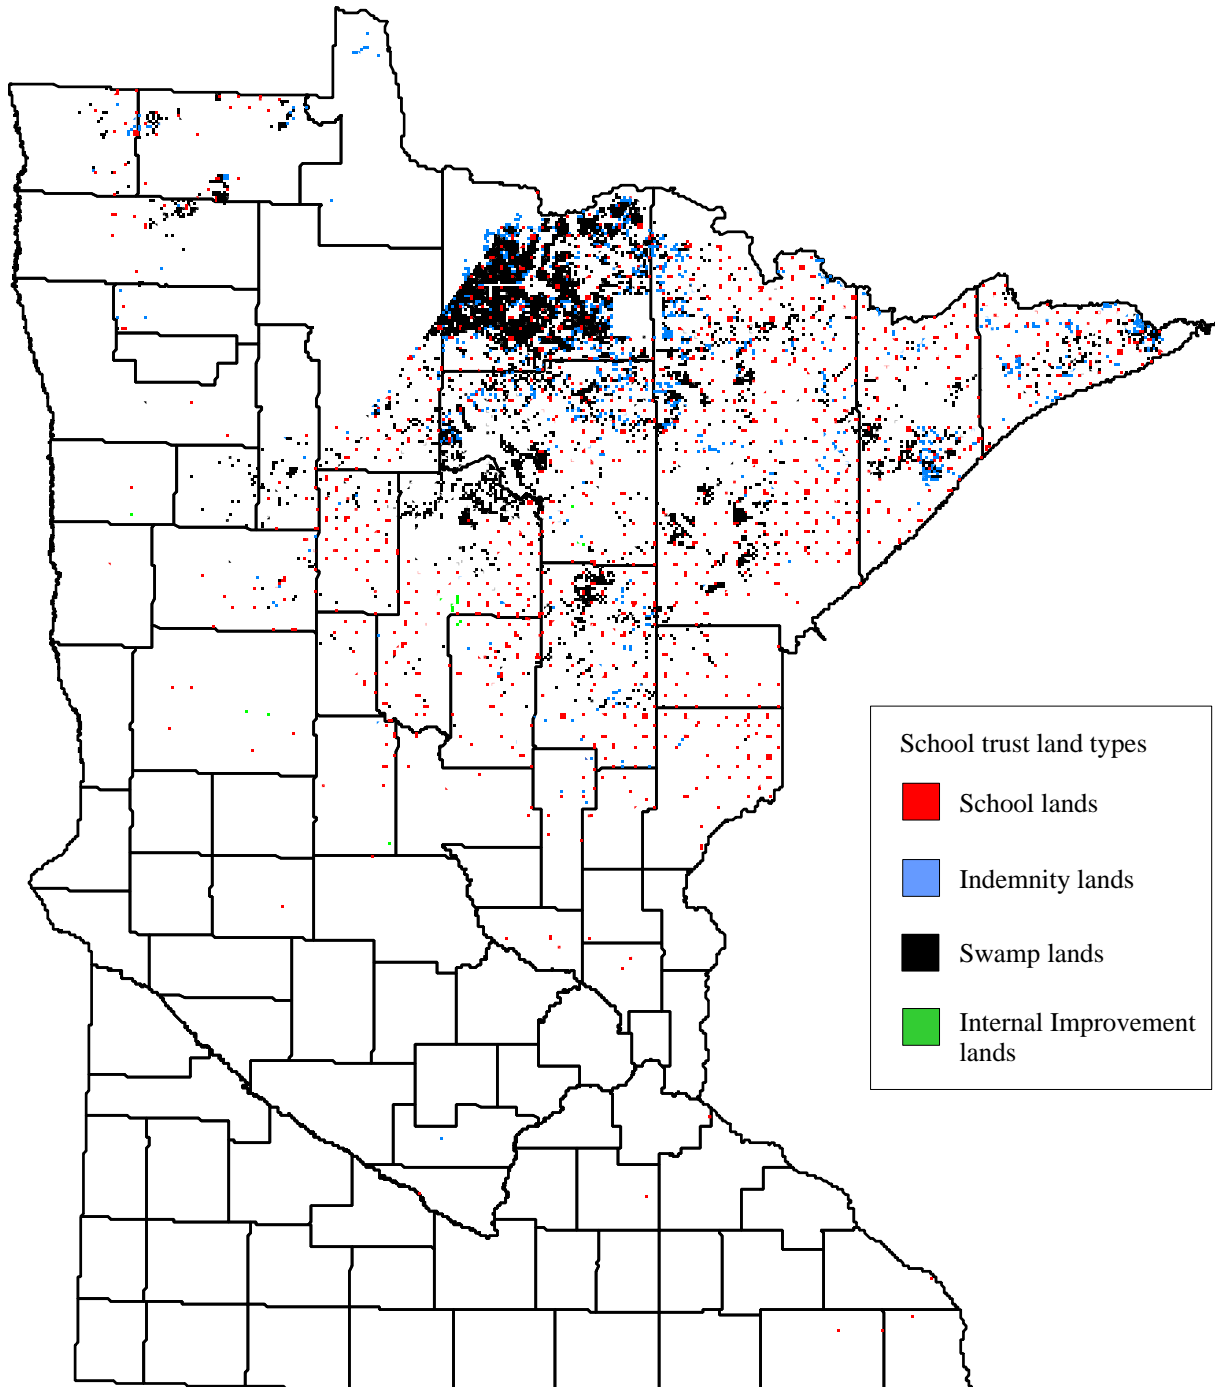 School trust land types
School lands
Indemnity lands
Swamp lands
Internal Improvement
lands